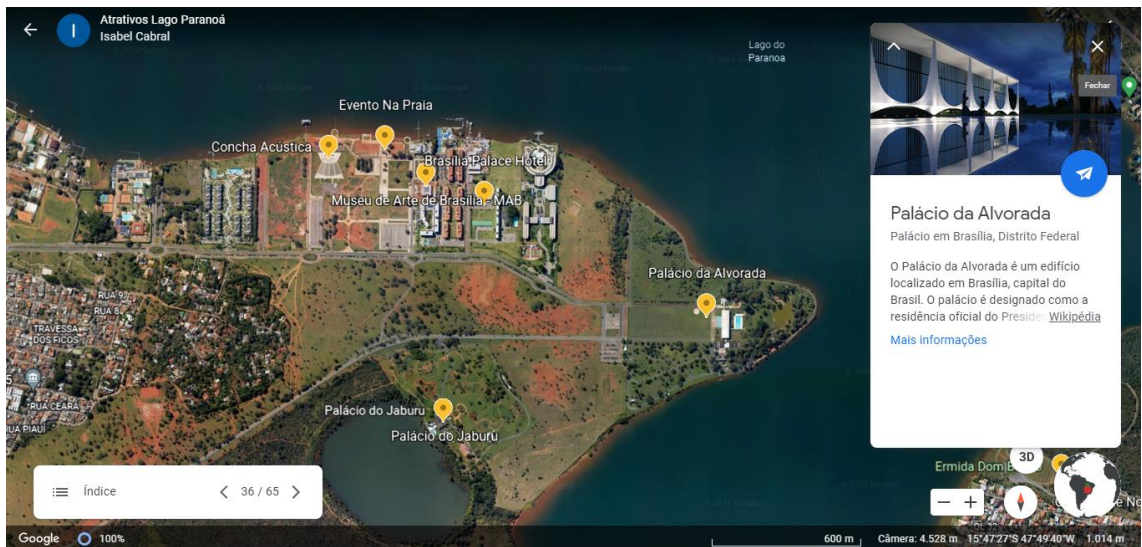 Atrativos Lago Paranoá
I
Isabel Cabral
Lago do
Paranoa
Fechar
Evento Na Praia
Concha Acústica
Brasília Palace Hotel
Museu de Arte de Brasília - MAB
Palácio da Alvorada
RUA 9
RUA 8
TRAVESSA
DOS FICOS
5
RUA CEARÁ
RUA PIAUÍ
Palácio do Jaburu
Palácio do Jaburu
Palácio da Alvorada
Palácio em Brasília, Distrito Federal
O Palácio da Alvorada é um edifício
localizado em Brasília, capital do
Brasil. O palácio é designado como a
residência oficial do Preside Wikipédia
Mais informações
Índice
36 / 65
Ermida Dom B
3D
e No
Google 100%
600 m
Câmera: 4.528 m 15°47'27"S 47°49'40"W 1.014 m